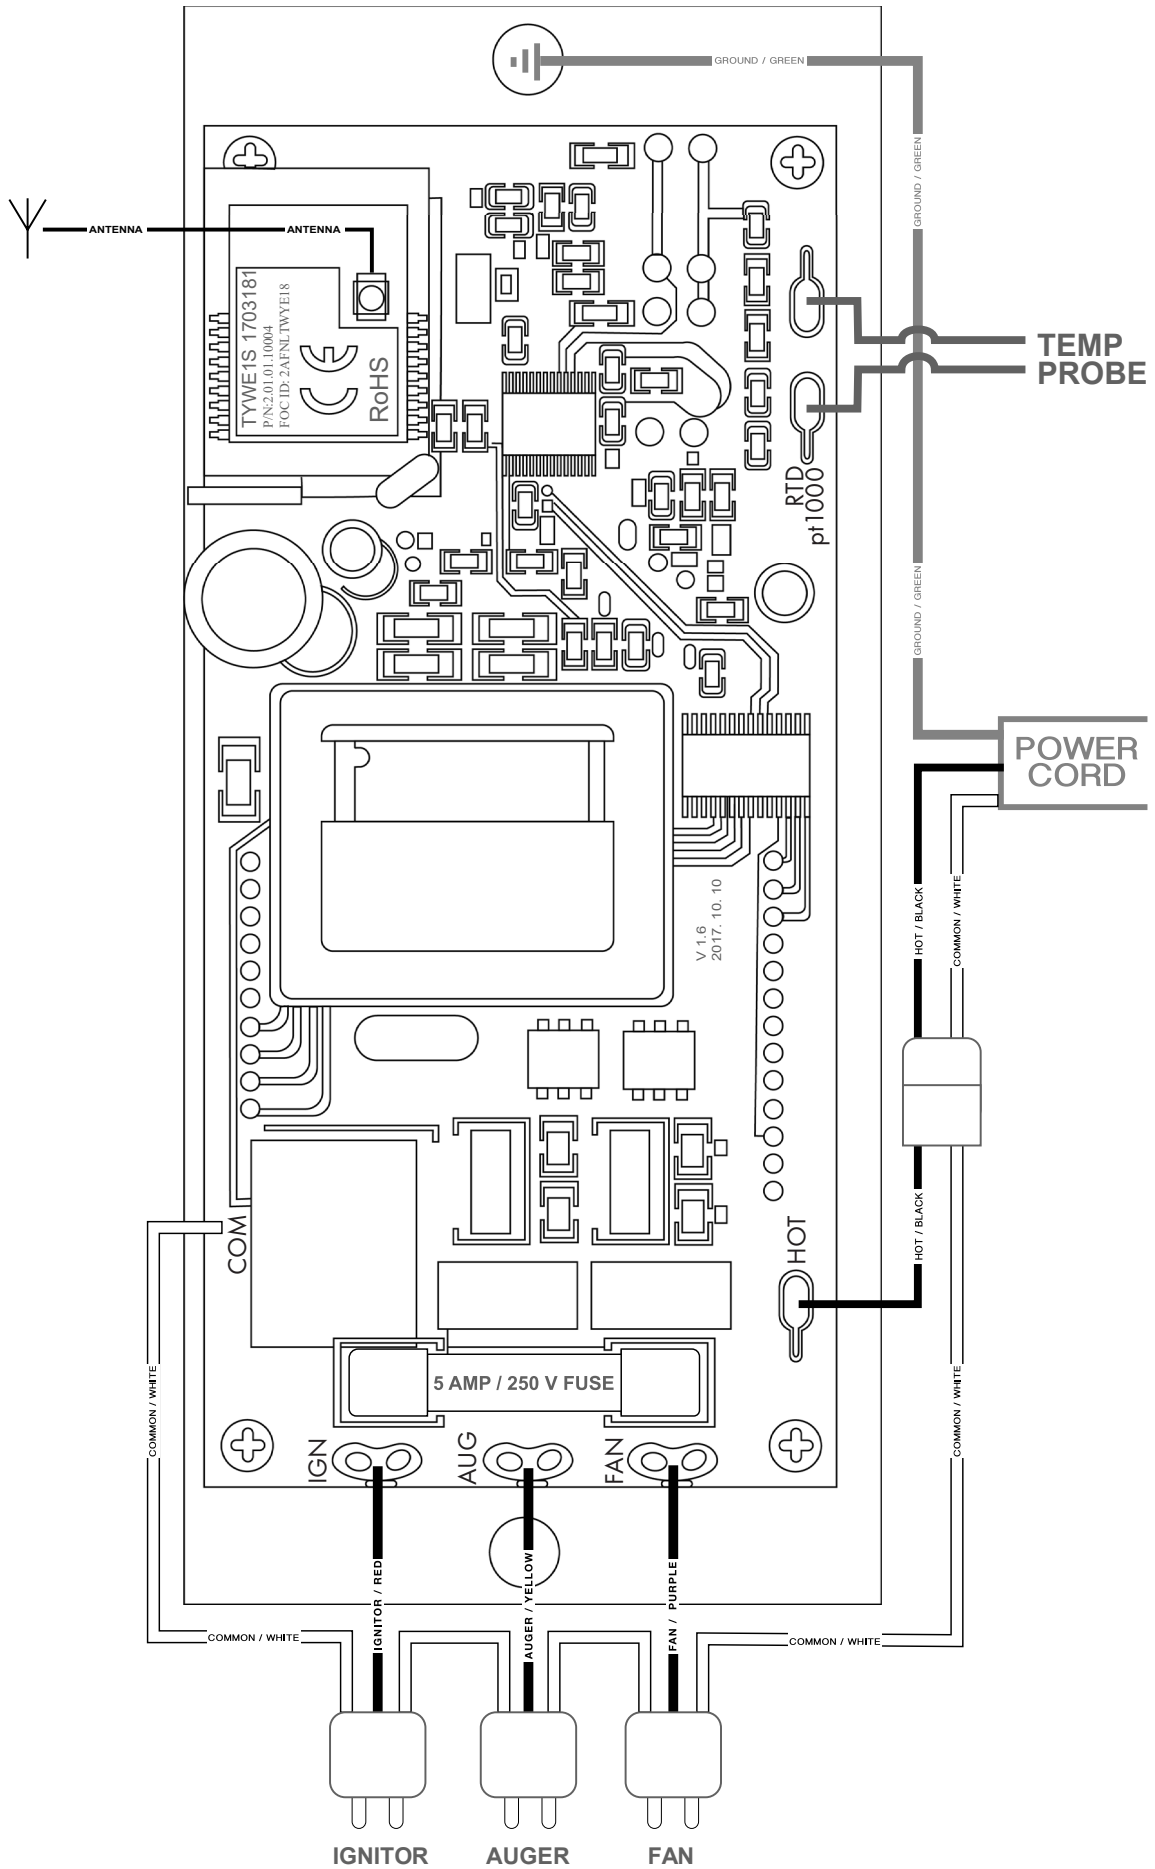 GROUND / GREEN
GROUND / GREEN
ANTENNA
ANTENNA
TYWE1S 1703181
P/N:2.01.01.10004
FOC ID: 2AFNLTWYE18
RoHS
TEMP
PROBE
RTD
pt1000
GROUND / GREEN
POWER
CORD
V 1.6
2017. 10. 10
HOT / BLACK
COMMON / WHITE
HOT / BLACK
COM
HOT
5 AMP / 250 V FUSE
COMMON / WHITE
COMMON / WHITE
IGN
AUG
FAN
IGNITOR / RED
AUGER / YELLOW
FAN / PURPLE
COMMON / WHITE
COMMON / WHITE
IGNITOR
AUGER
FAN